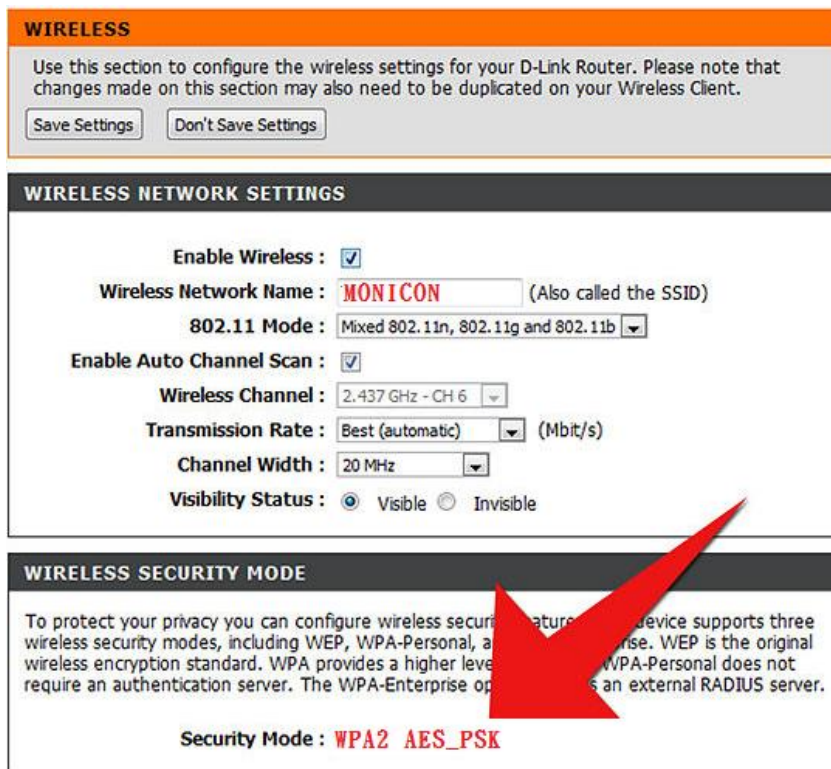 WIRELESS
Use this section to configure the wireless settings for your D-Link Router. Please note that
changes made on this section may also need to be duplicated on your Wireless Client.
Save Settings Don't Save Settings
WIRELESS NETWORK SETTINGS
Enable Wireless :
Wireless Network Name : MONICON (Also called the SSID)
802.11 Mode : Mixed 802.11n, 802.11g and 802.11b
Enable Auto Channel Scan :
Wireless Channel : 2.437 GHz - CH 6
Transmission Rate : Best (automatic) (Mbit/s)
Channel Width : 20 MHz
Visibility Status : Visible Invisible
WIRELESS SECURITY MODE
To protect your privacy you can configure wireless device supports three
wireless security modes, including WEP, WPA-Personal, WEP is the original
wireless encryption standard. WPA provides a higher WPA-Personal does not
require an authentication server. The WPA-Enterprise an external RADIUS server.
Security Mode : WPA2 AES_PSK